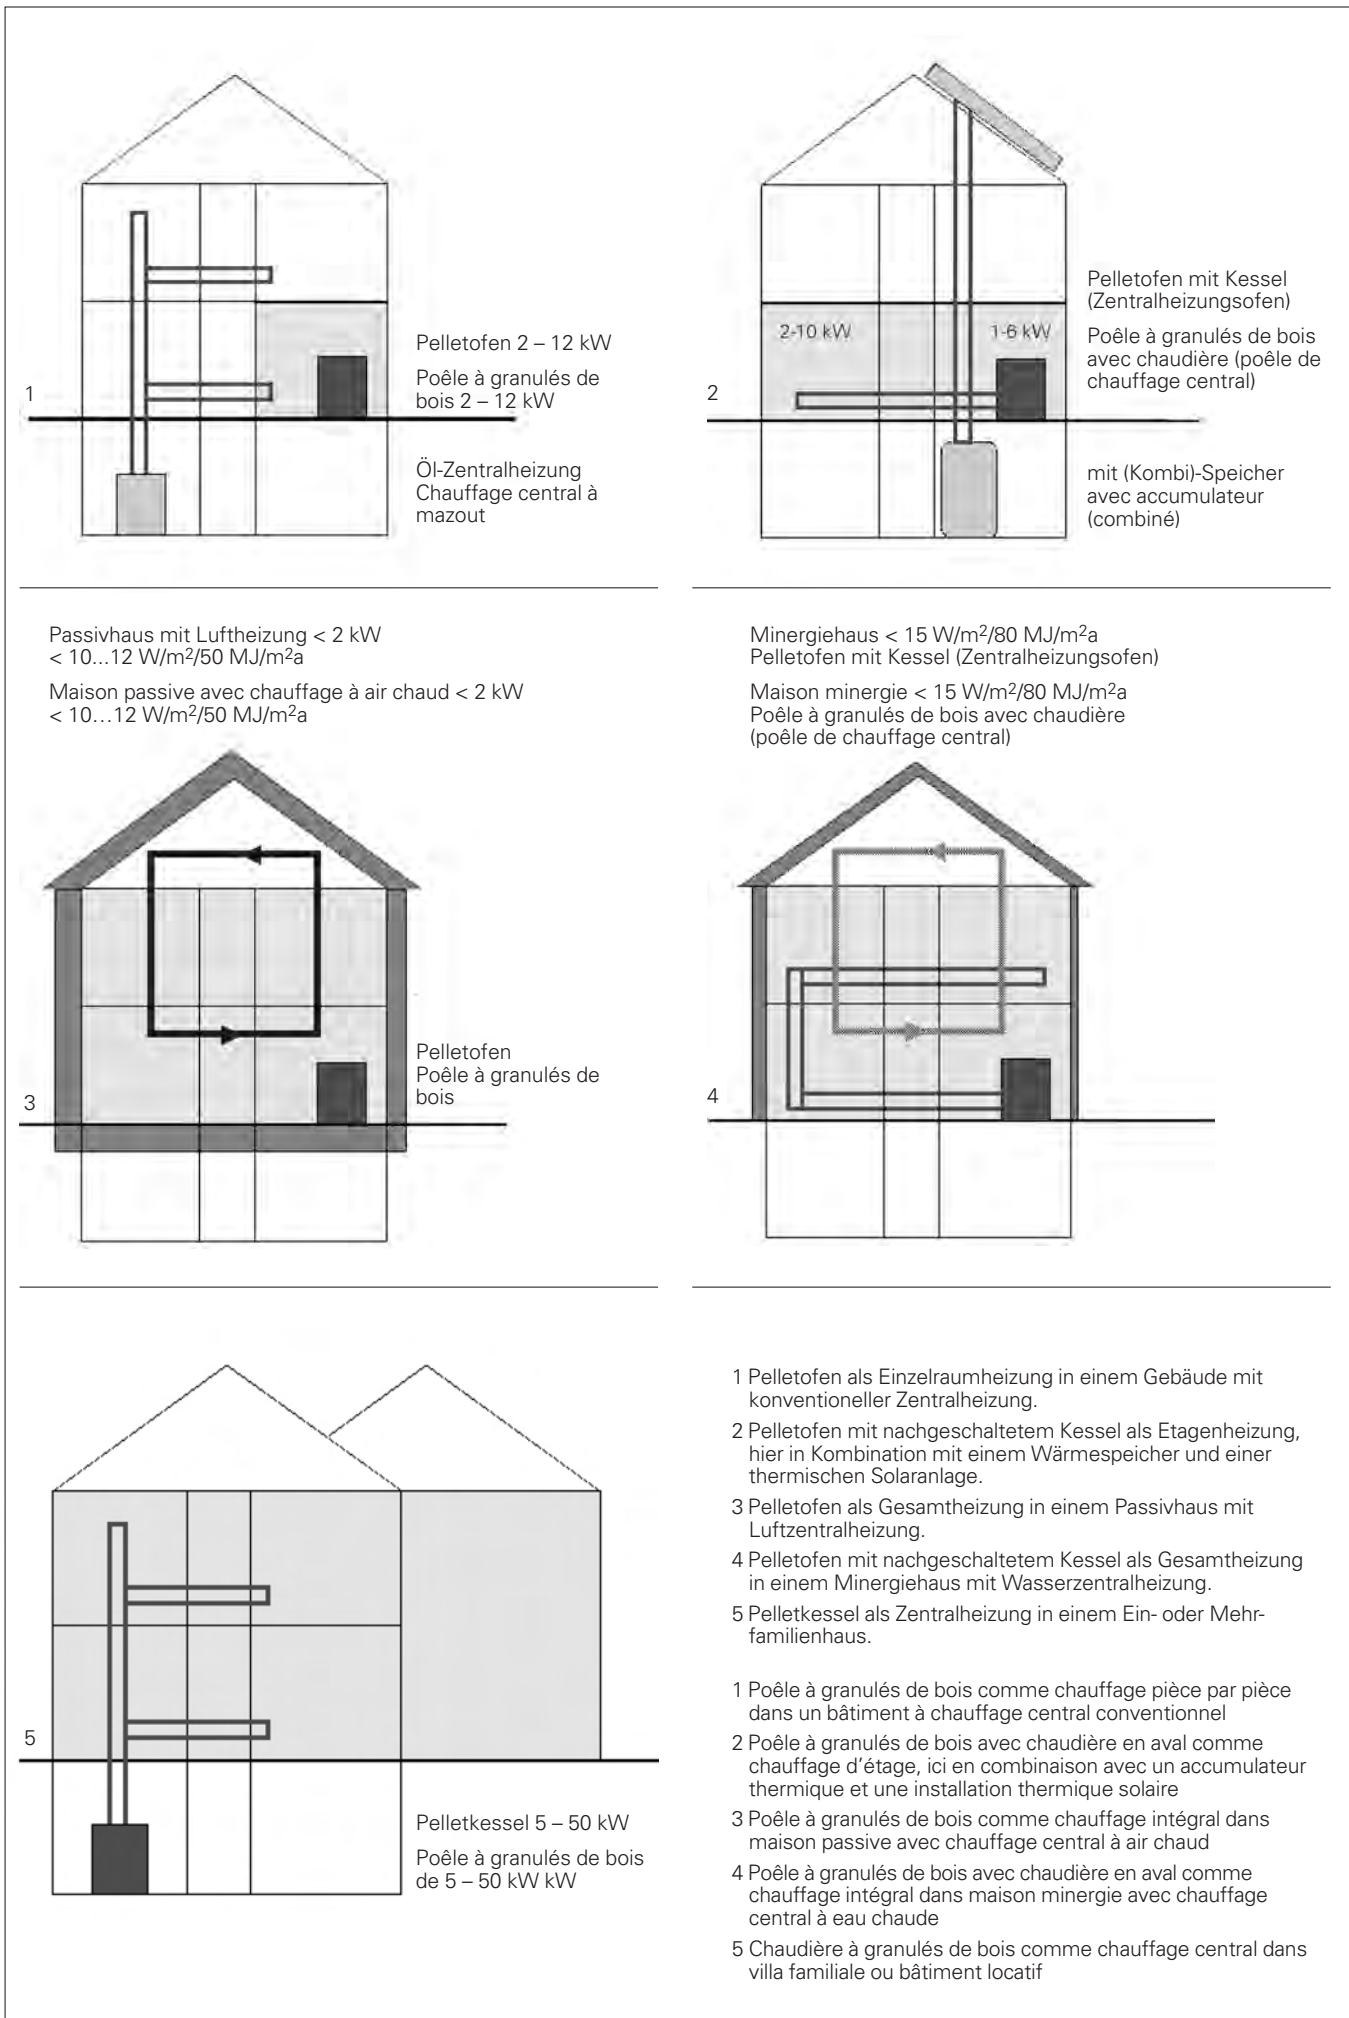 1
Pelletofen 2 – 12 kW
Poêle à granulés de
bois 2 – 12 kW
Öl-Zentralheizung
Chauffage central à
mazout
2
2-10 kW
1-6 kW
Pelletofen mit Kessel
(Zentralheizungsofen)
Poêle à granulés de bois
avec chaudière (poêle de
chauffage central)
mit (Kombi)-Speicher
avec accumulateur
(combiné)
Passivhaus mit Luftheizung < 2 kW
< 10...12 W/m²/50 MJ/m²a
Maison passive avec chauffage à air chaud < 2 kW
< 10…12 W/m²/50 MJ/m²a
3
Pelletofen
Poêle à granulés de
bois
Minergiehaus < 15 W/m²/80 MJ/m²a
Pelletofen mit Kessel (Zentralheizungsofen)
Maison minergie < 15 W/m²/80 MJ/m²a
Poêle à granulés de bois avec chaudière
(poêle de chauffage central)
4
5
Pelletkessel 5 – 50 kW
Poêle à granulés de bois
de 5 – 50 kW kW
1 Pelletofen als Einzelraumheizung in einem Gebäude mit
konventioneller Zentralheizung.
2 Pelletofen mit nachgeschaltetem Kessel als Etagenheizung,
hier in Kombination mit einem Wärmespeicher und einer
thermischen Solaranlage.
3 Pelletofen als Gesamtheizung in einem Passivhaus mit
Luftzentralheizung.
4 Pelletofen mit nachgeschaltetem Kessel als Gesamtheizung
in einem Minergiehaus mit Wasserzentralheizung.
5 Pelletkessel als Zentralheizung in einem Ein- oder Mehr-
familienhaus.
1 Poêle à granulés de bois comme chauffage pièce par pièce
dans un bâtiment à chauffage central conventionnel
2 Poêle à granulés de bois avec chaudière en aval comme
chauffage d'étage, ici en combinaison avec un accumulateur
thermique et une installation thermique solaire
3 Poêle à granulés de bois comme chauffage intégral dans
maison passive avec chauffage central à air chaud
4 Poêle à granulés de bois avec chaudière en aval comme
chauffage intégral dans maison minergie avec chauffage
central à eau chaude
5 Chaudière à granulés de bois comme chauffage central dans
villa familiale ou bâtiment locatif